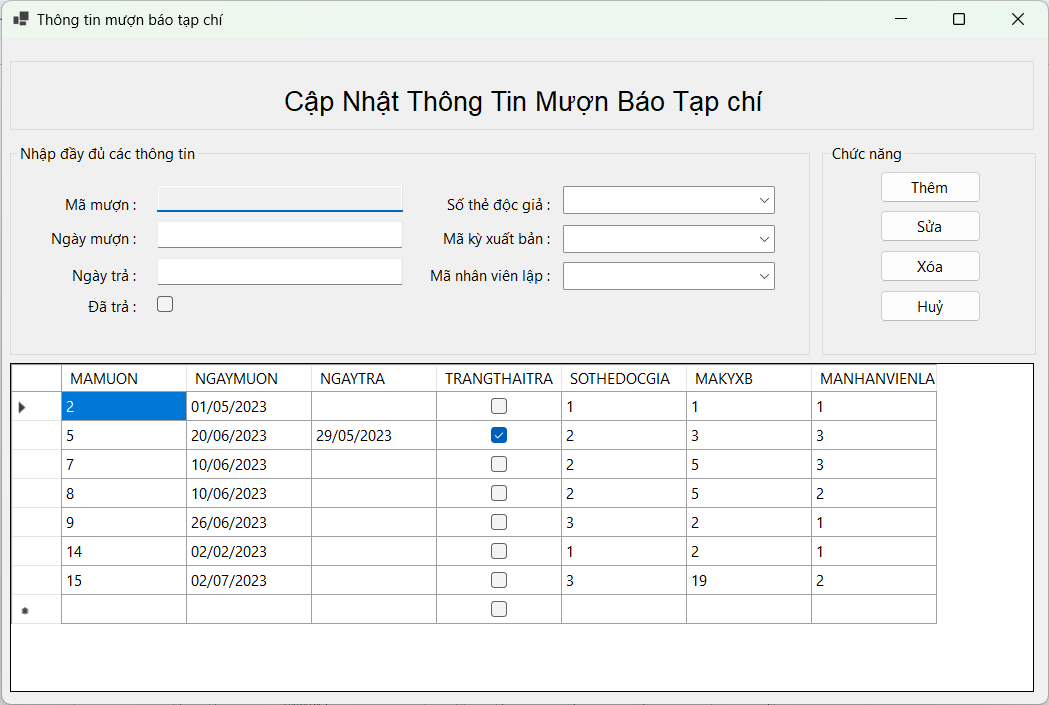 Thông tin mượn báo tạp chí
Cập Nhật Thông Tin Mượn Báo Tạp chí
Nhập đầy đủ các thông tin
Mã mượn :
Số thẻ độc giả :
Ngày mượn :
Mã kỳ xuất bản :
Ngày trả :
Mã nhân viên lập :
Đã trả :
Chức năng
Thêm
Sửa
Xóa
Huỷ
MAMUON NGAYMUON NGAYTRA TRANGTHAITRA SOTHEDOCGIA MAKYXB MANHANVIENLA
2 01/05/2023 1 1 1
5 20/06/2023 29/05/2023 2 3 3
7 10/06/2023 2 5 3
8 10/06/2023 2 5 2
9 26/06/2023 3 2 1
14 02/02/2023 1 2 1
15 02/07/2023 3 19 2